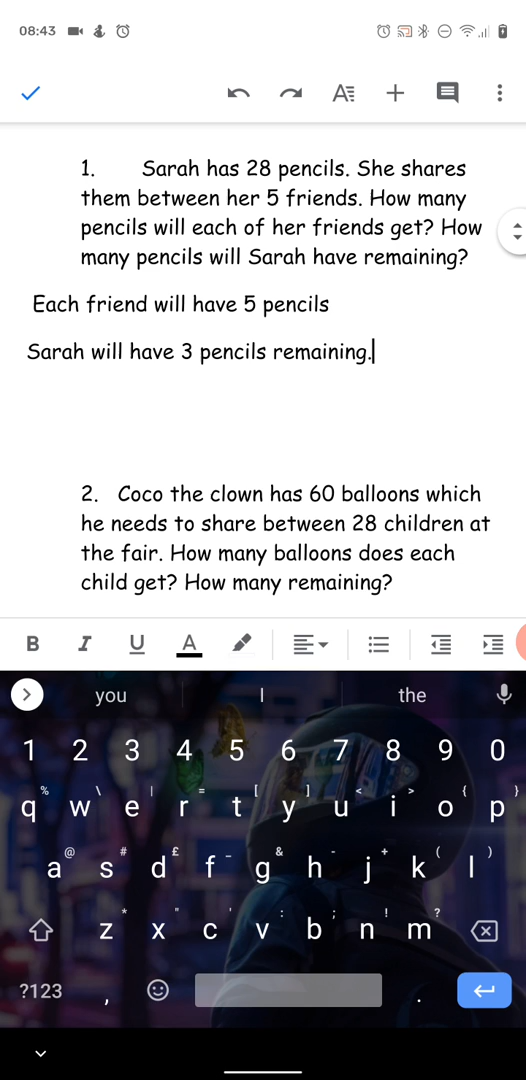 08:43
1. Sarah has 28 pencils. She shares
them between her 5 friends. How many
pencils will each of her friends get? How
many pencils will Sarah have remaining?
Each friend will have 5 pencils
Sarah will have 3 pencils remaining.
2. Coco the clown has 60 balloons which
he needs to share between 28 children at
the fair. How many balloons does each
child get? How many remaining?
B I U A
you I the
1 2 3 4 5 6 7 8 9 0
% \ | = [ ] < > { }
q w e r t y u i o p
@ # £ _ & - + ( )
a s d f g h j k l
* " ' : ; ! ?
z x c v b n m
?123 , .